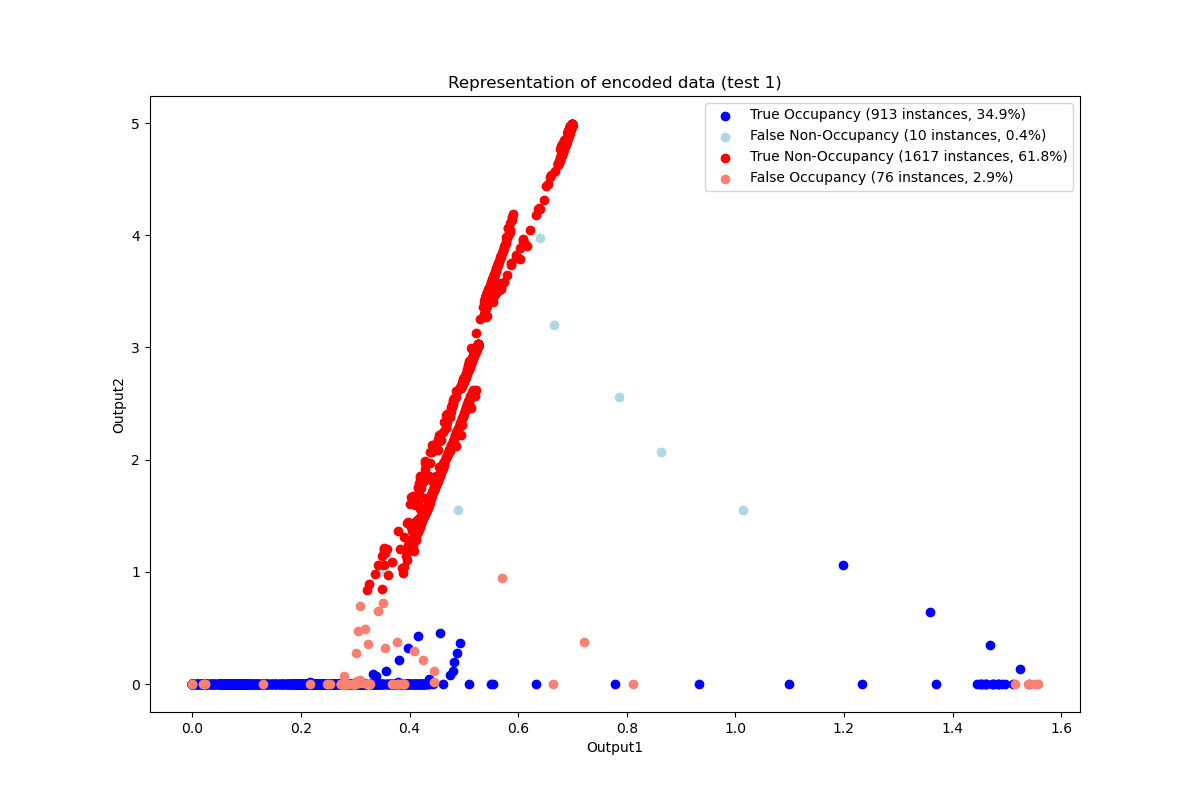 Representation of encoded data (test 1)
True Occupancy (913 instances, 34.9%)
False Non-Occupancy (10 instances, 0.4%)
True Non-Occupancy (1617 instances, 61.8%)
False Occupancy (76 instances, 2.9%)
5
4
3
2
1
0
Output2
0.0 0.2 0.4 0.6 0.8 1.0 1.2 1.4 1.6
Output1